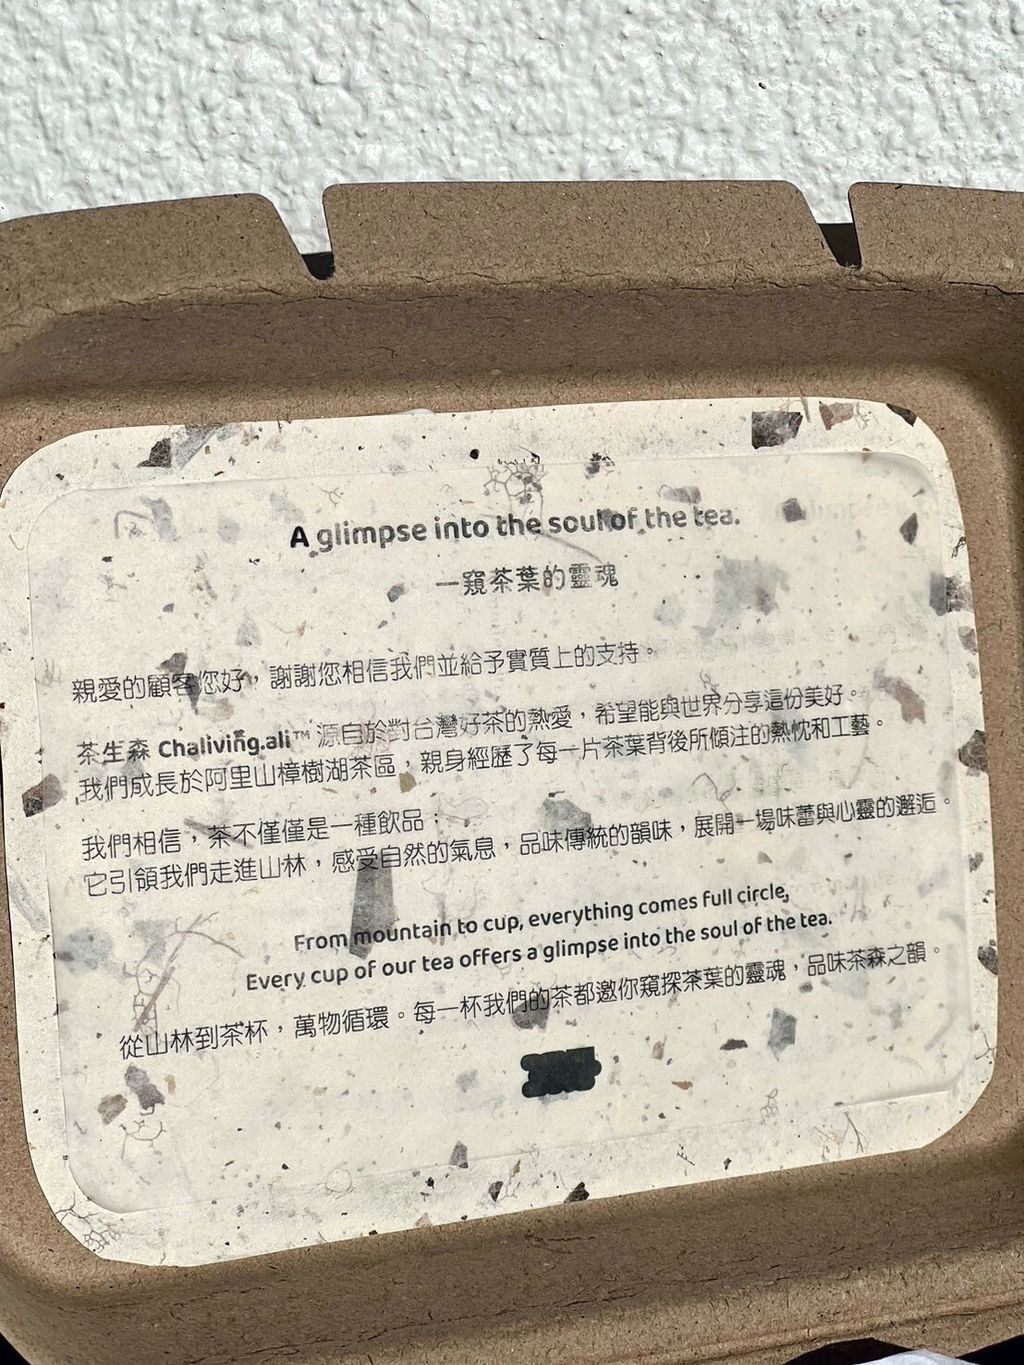 A glimpse into the soul of the tea.
一窺茶葉的靈魂
親愛的顧客您好，謝謝您相信我們並給予實質上的支持。
茶生森 Chaliving.ali™ 源自於對台灣好茶的熱愛，希望能與世界分享這份美好。
我們成長於阿里山樟樹湖茶區，親身經歷了每一片茶葉背後所傾注的熱忱和工藝。
我們相信，茶不僅僅是一種飲品；
它引領我們走進山林，感受自然的氣息，品味傳統的韻味，展開一場味蕾與心靈的邂逅。
From mountain to cup, everything comes full circle,
Every cup of our tea offers a glimpse into the soul of the tea.
從山林到茶杯，萬物循環。每一杯我們的茶都邀你窺探茶葉的靈魂，品味茶森之韻。